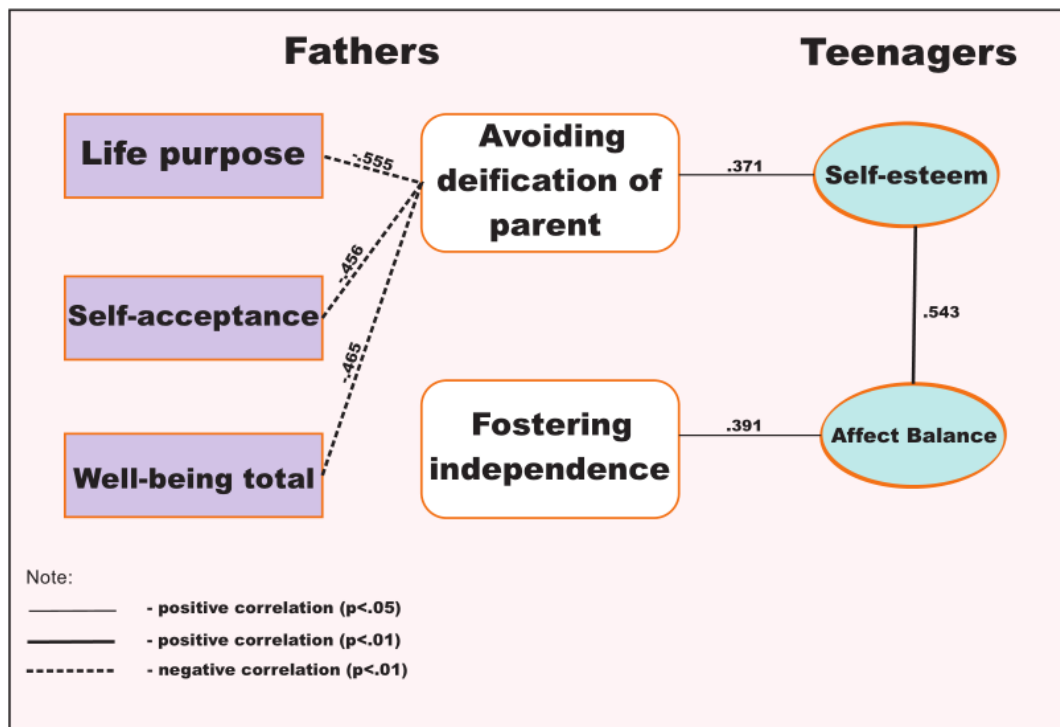 Fathers
Teenagers
Life purpose
-.555
Avoiding
deification of
parent
.371
Self-esteem
Self-acceptance
-.456
.543
-.465
Well-being total
Fostering
independence
.391
Affect Balance
Note:
- positive correlation (p<.05)
- positive correlation (p<.01)
- negative correlation (p<.01)